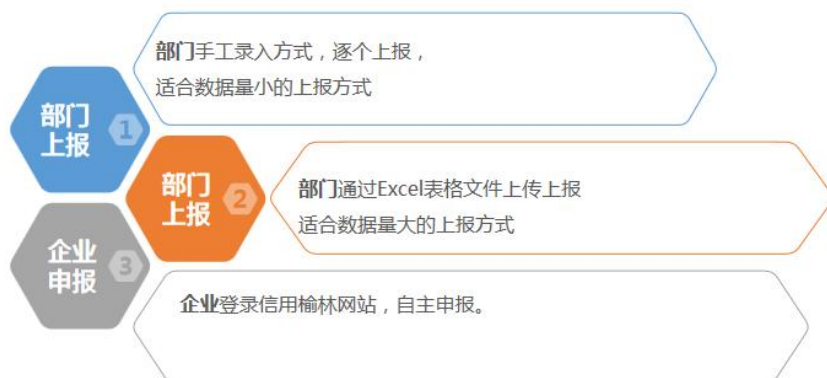 部门手工录入方式，逐个上报，
适合数据量小的上报方式
部门
上报
1
部门
上报
2
部门通过Excel表格文件上传上报
适合数据量大的上报方式
企业
申报
3
企业登录信用榆林网站，自主申报。